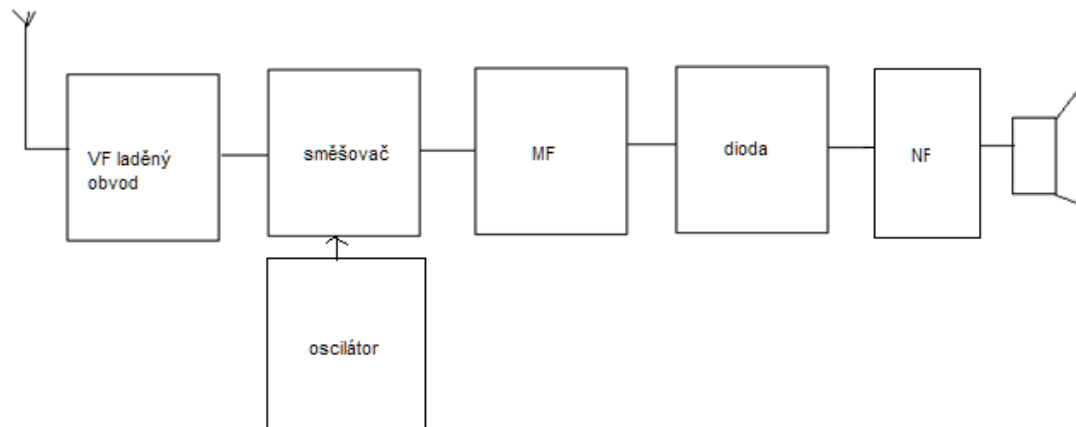 VF laděný
obvod
směšovač
MF
dioda
NF
oscilátor